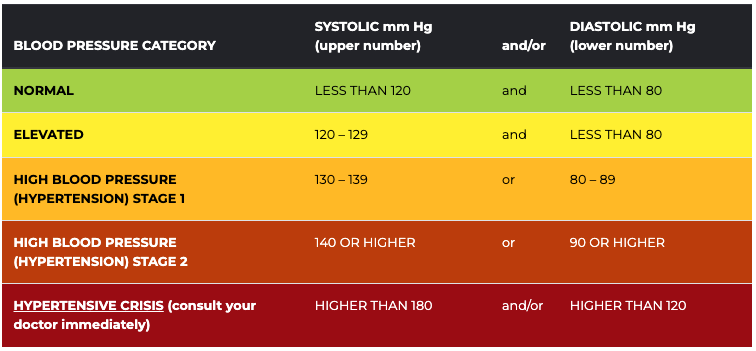 BLOOD PRESSURE CATEGORY
SYSTOLIC mm Hg
(upper number)
and/or
DIASTOLIC mm Hg
(lower number)
NORMAL
LESS THAN 120
and
LESS THAN 80
ELEVATED
120 – 129
and
LESS THAN 80
HIGH BLOOD PRESSURE
(HYPERTENSION) STAGE 1
130 – 139
or
80 – 89
HIGH BLOOD PRESSURE
(HYPERTENSION) STAGE 2
140 OR HIGHER
or
90 OR HIGHER
HYPERTENSIVE CRISIS (consult your
doctor immediately)
HIGHER THAN 180
and/or
HIGHER THAN 120